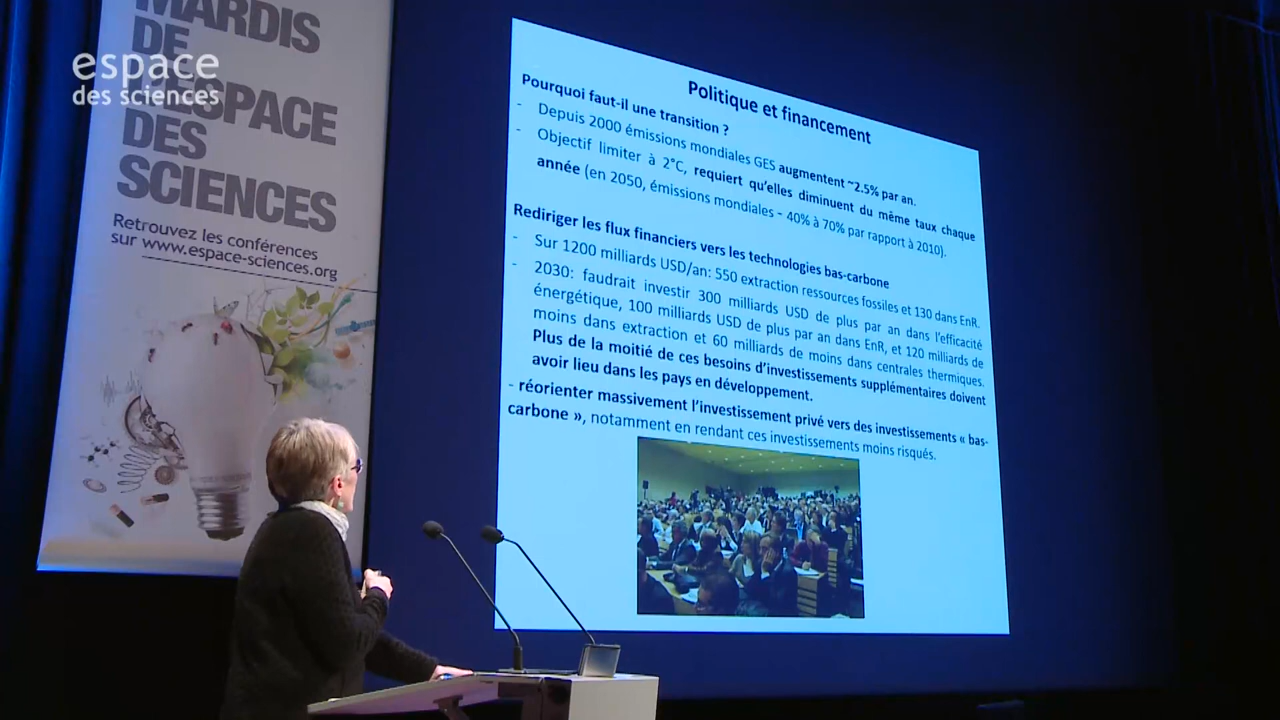 MARDIS
DE
L'ESPACE
DES
SCIENCES
Retrouvez les conférences
sur www.espace-sciences.org
espace
des sciences
Politique et financement
Pourquoi faut-il une transition ?
- Depuis 2000 émissions mondiales GES augmentent ~2.5% par an.
- Objectif limiter à 2°C, requiert qu'elles diminuent du même taux chaque
année (en 2050, émissions mondiales - 40% à 70% par rapport à 2010).
Rediriger les flux financiers vers les technologies bas-carbone
- Sur 1200 milliards USD/an: 550 extraction ressources fossiles et 130 dans EnR.
- 2030: faudrait investir 300 milliards USD de plus par an dans l'efficacité
énergétique, 100 milliards USD de plus par an dans EnR, et 120 milliards de
moins dans extraction et 60 milliards de moins dans centrales thermiques.
Plus de la moitié de ces besoins d'investissements supplémentaires doivent
avoir lieu dans les pays en développement.
- réorienter massivement l'investissement privé vers des investissements « bas-
carbone », notamment en rendant ces investissements moins risqués.